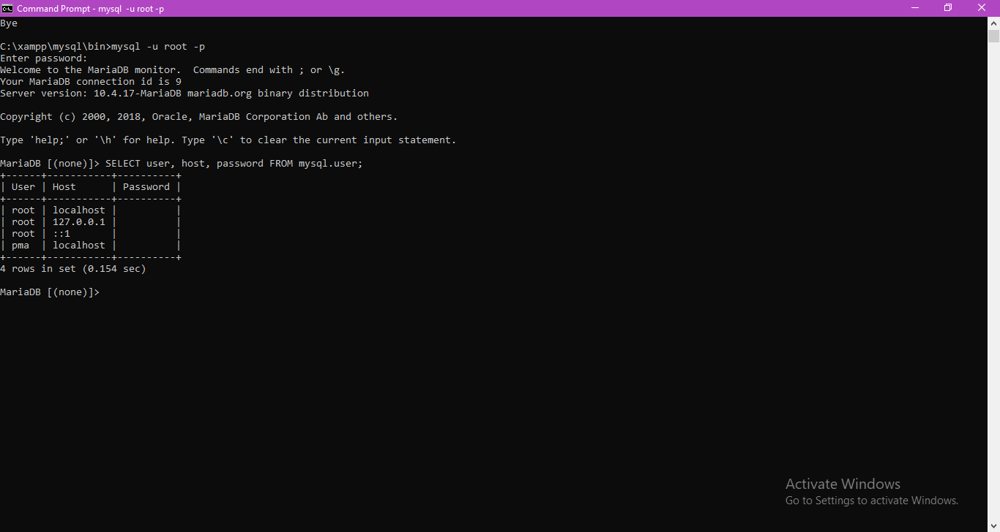 Command Prompt - mysql -u root -p
Bye
C:\xampp\mysql\bin>mysql -u root -p
Enter password:
Welcome to the MariaDB monitor.  Commands end with ; or \g.
Your MariaDB connection id is 9
Server version: 10.4.17-MariaDB mariadb.org binary distribution
Copyright (c) 2000, 2018, Oracle, MariaDB Corporation Ab and others.
Type 'help;' or '\h' for help. Type '\c' to clear the current input statement.
MariaDB [(none)]> SELECT user, host, password FROM mysql.user;
+------+-----------+----------+
| User | Host      | Password |
+------+-----------+----------+
| root | localhost |          |
| root | 127.0.0.1 |          |
| root | ::1       |          |
| pma  | localhost |          |
+------+-----------+----------+
4 rows in set (0.154 sec)
MariaDB [(none)]>
Activate Windows
Go to Settings to activate Windows.